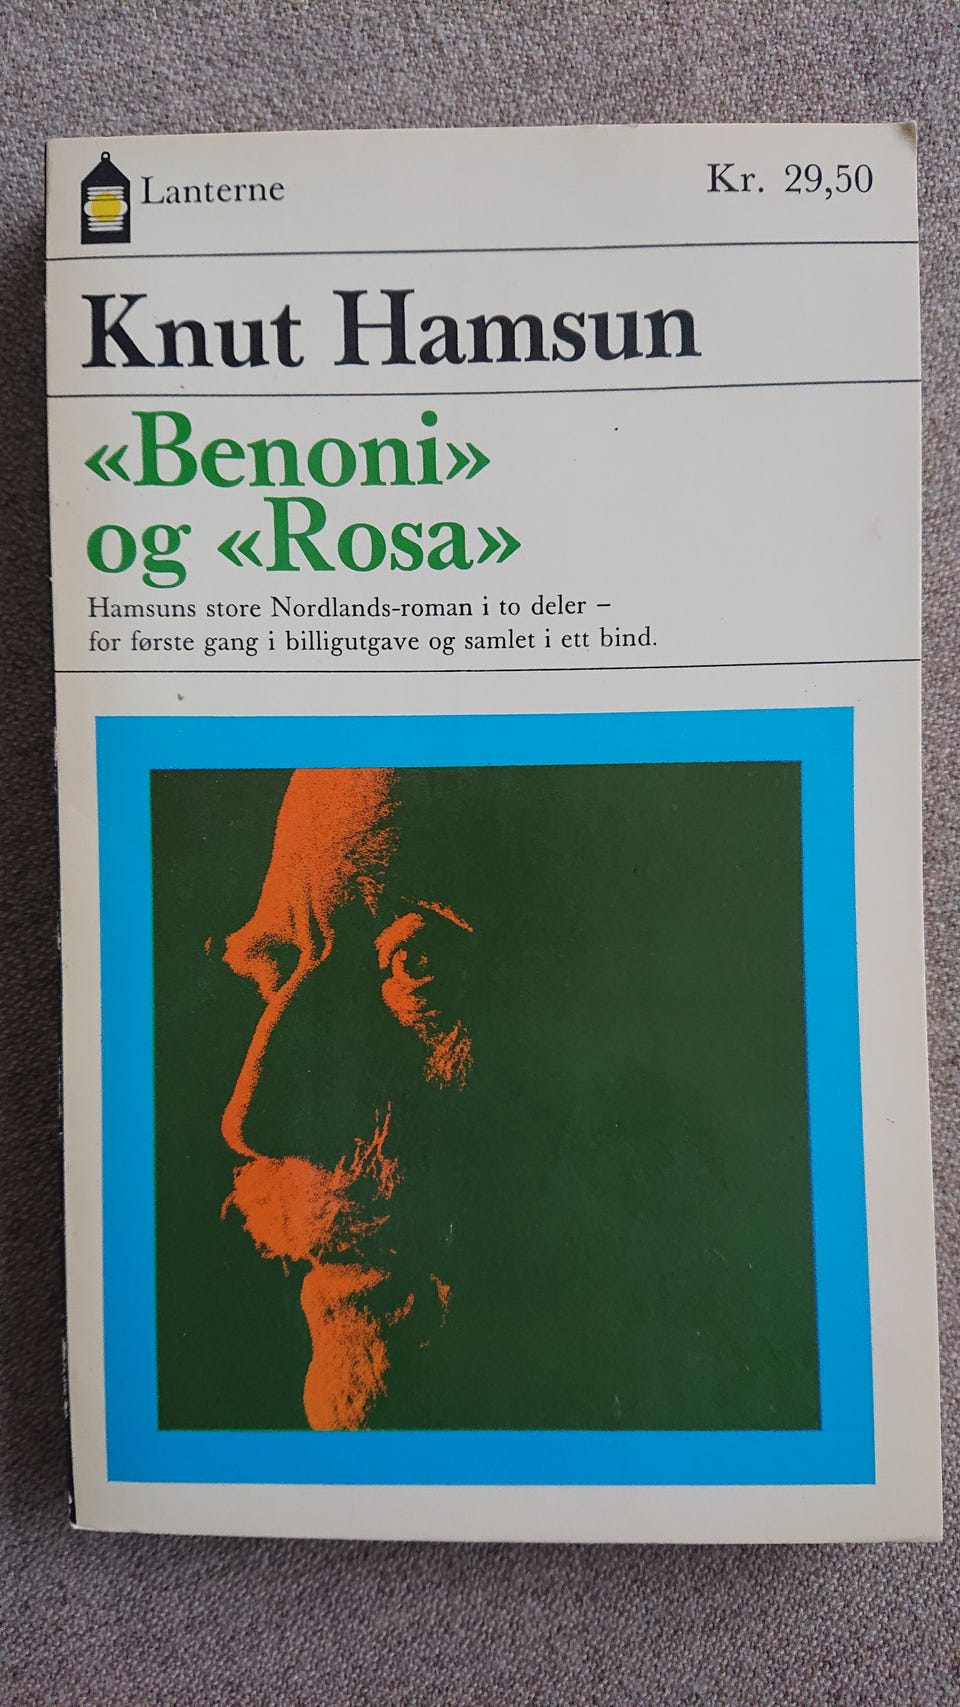 Lanterne
Kr. 29,50
Knut Hamsun
«Benoni»
og «Rosa»
Hamsuns store Nordlands-roman i to deler –
for første gang i billigutgave og samlet i ett bind.